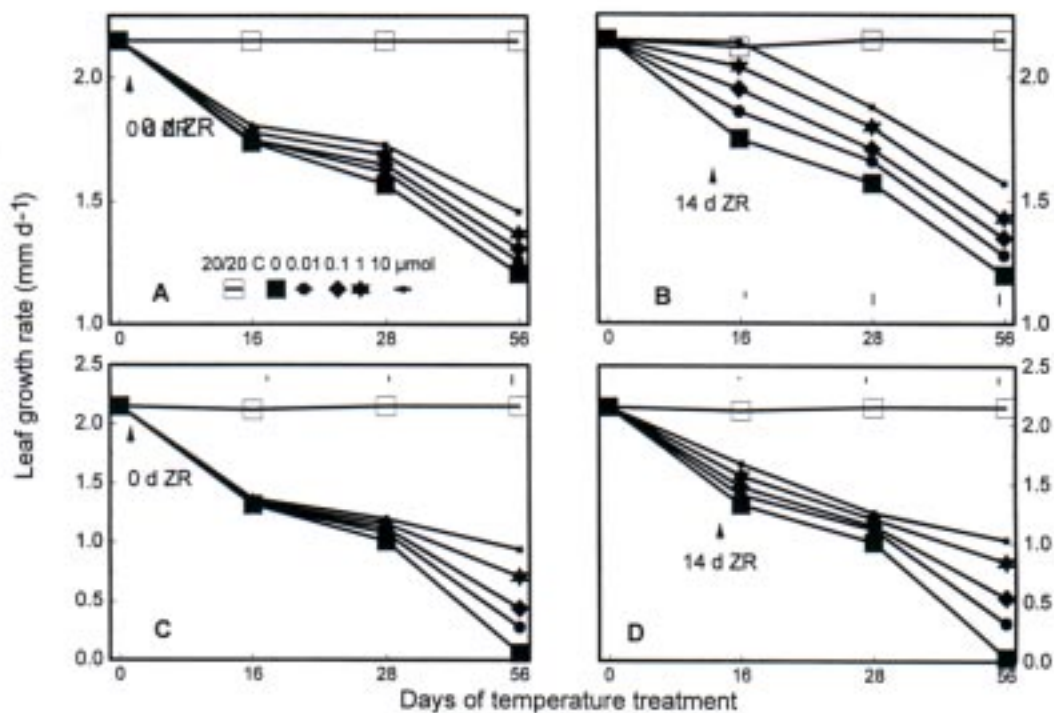 Leaf growth rate (mm d-1)
2.0
1.5
1.0
0 d ZR
0 d ZR
20/20 C 0 0.01 0.1 1 10 µmol
A
0 16 28 56
14 d ZR
B
2.0
1.5
1.0
0 16 28 56
2.5
2.0
1.5
1.0
0.5
0.0
0 d ZR
C
0 16 28 56
14 d ZR
D
2.5
2.0
1.5
1.0
0.5
0.0
0 16 28 56
Days of temperature treatment